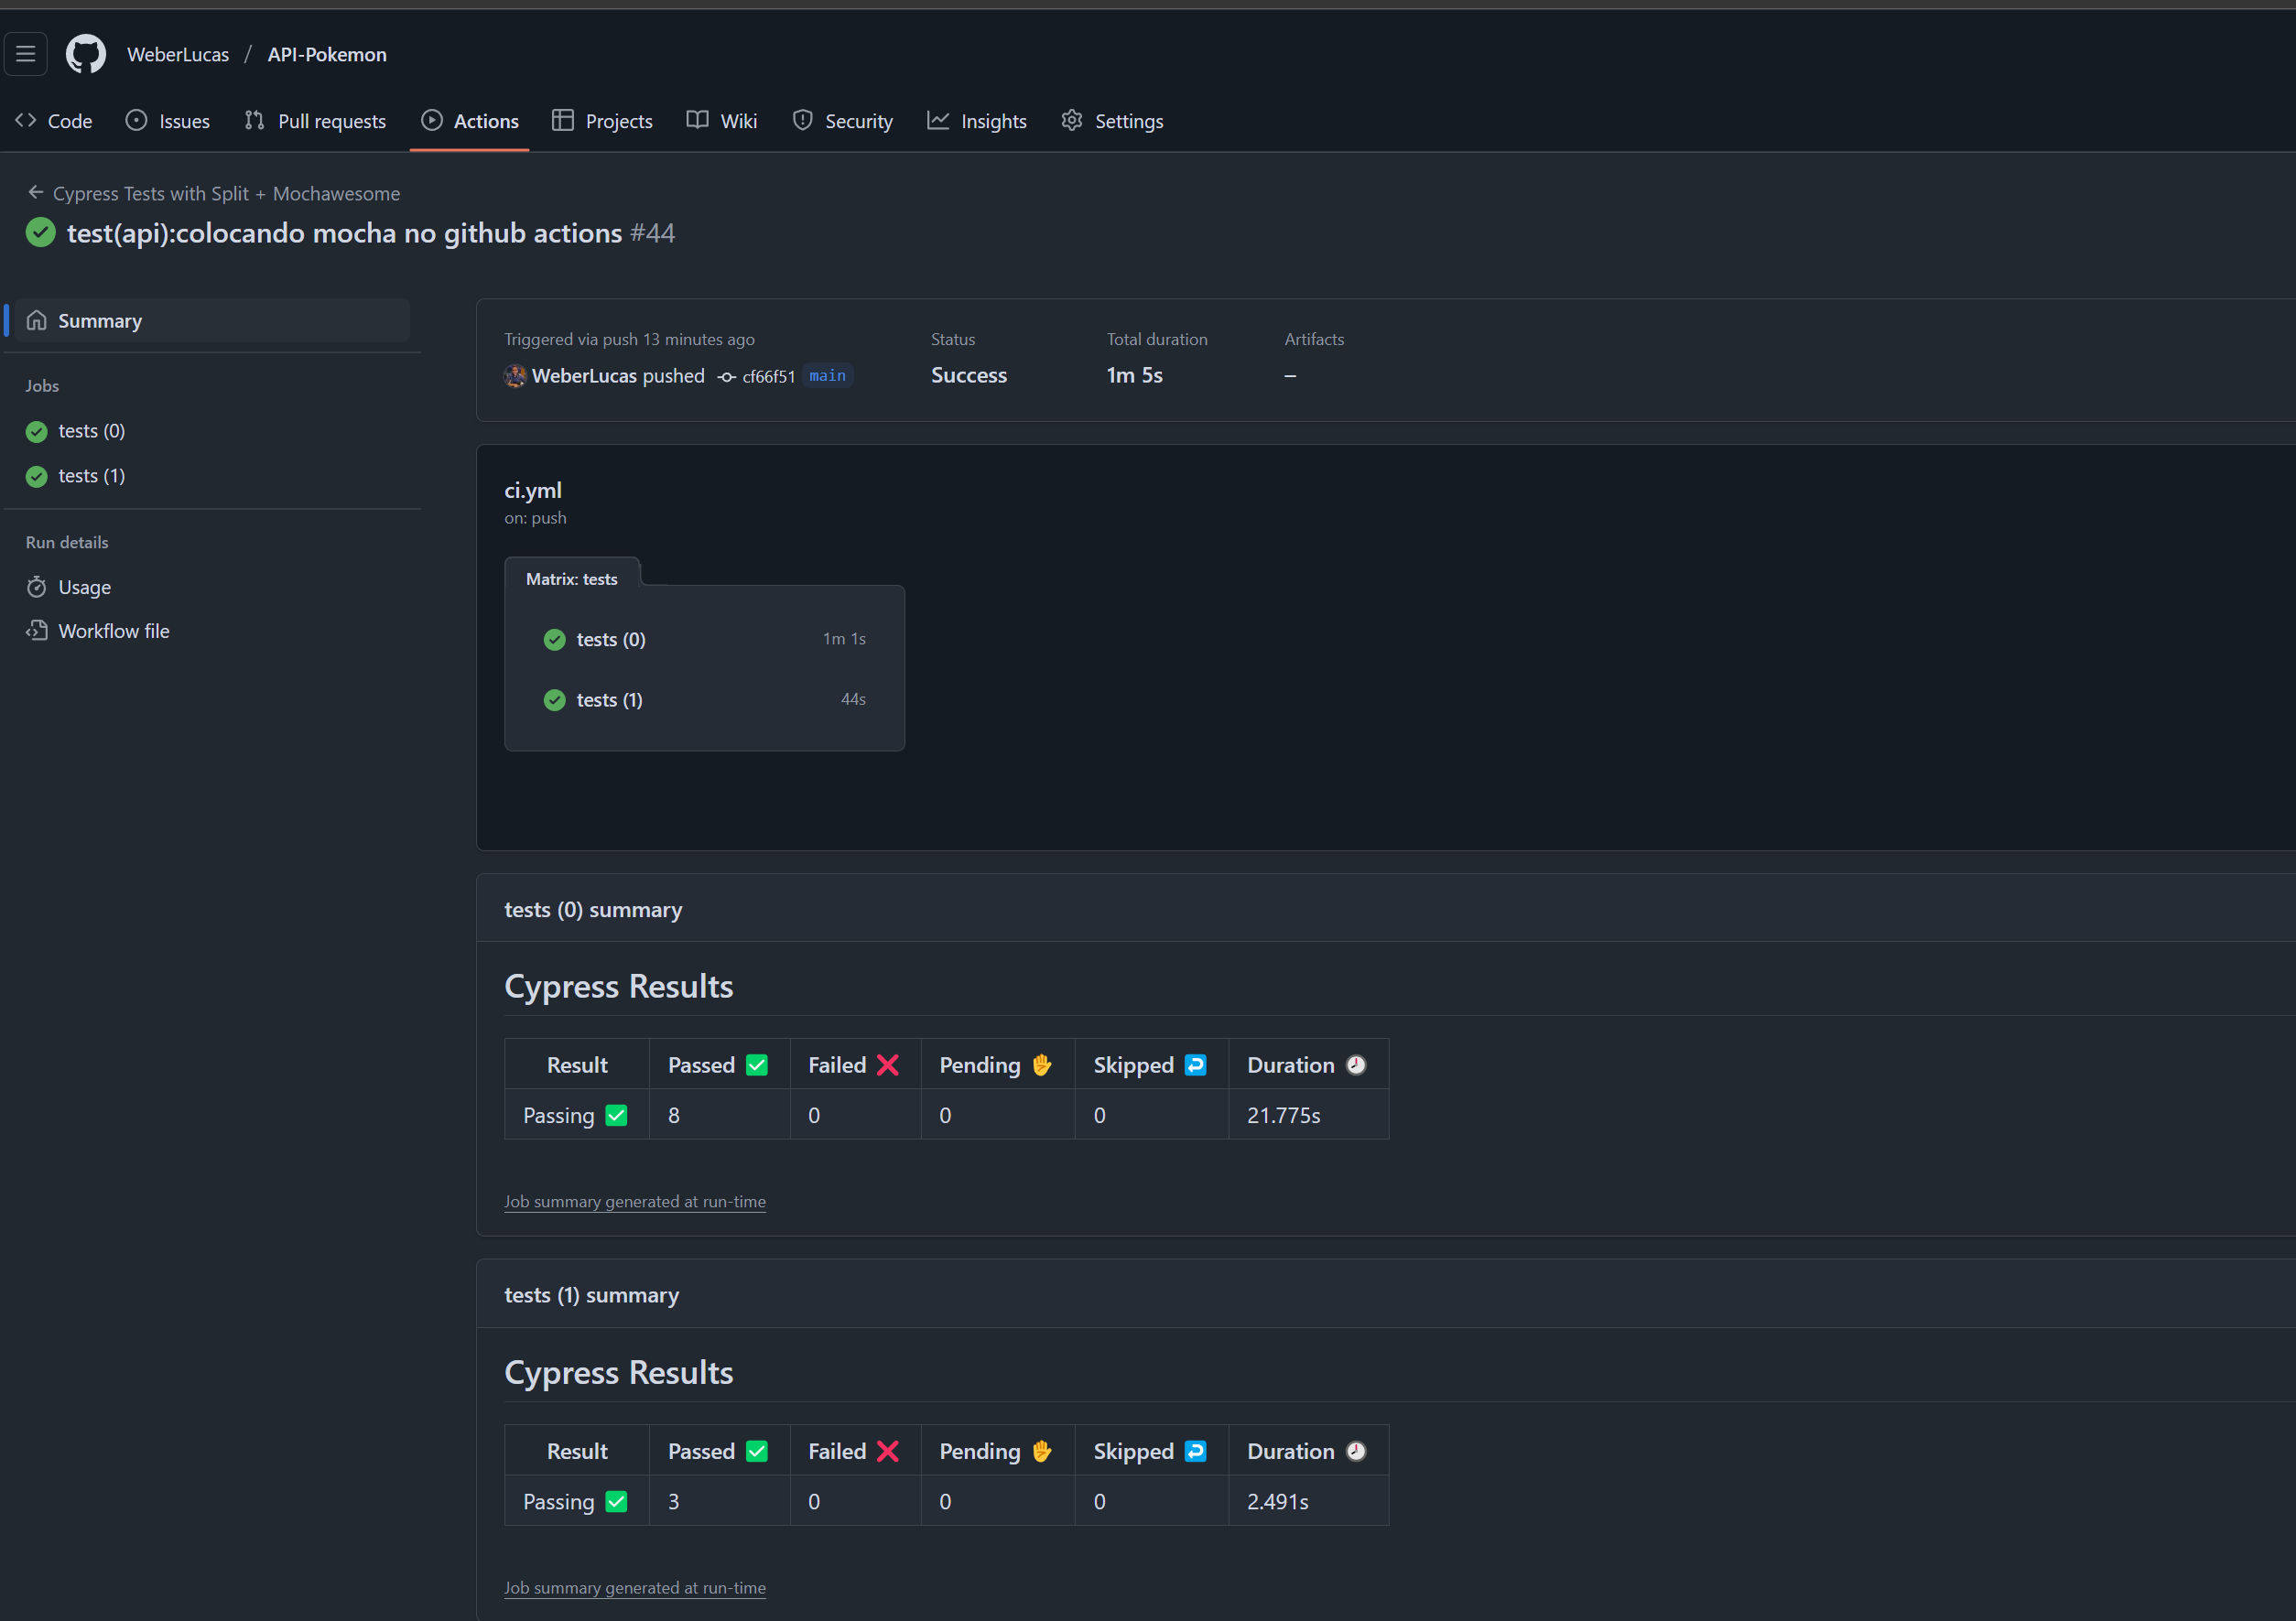 WeberLucas / API-Pokemon
Code Issues Pull requests Actions Projects Wiki Security Insights Settings
Cypress Tests with Split + Mochawesome
test(api):colocando mocha no github actions #44
Summary
Jobs
tests (0)
tests (1)
Run details
Usage
Workflow file
Triggered via push 13 minutes ago
WeberLucas pushed cf66f51 main
Status
Success
Total duration
1m 5s
Artifacts
–
ci.yml
on: push
Matrix: tests
tests (0) 1m 1s
tests (1) 44s
tests (0) summary
Cypress Results
Result Passed ✅ Failed ❌ Pending ✋ Skipped ↩️ Duration 🕗
Passing ✅ 8 0 0 0 21.775s
Job summary generated at run-time
tests (1) summary
Cypress Results
Result Passed ✅ Failed ❌ Pending ✋ Skipped ↩️ Duration 🕗
Passing ✅ 3 0 0 0 2.491s
Job summary generated at run-time